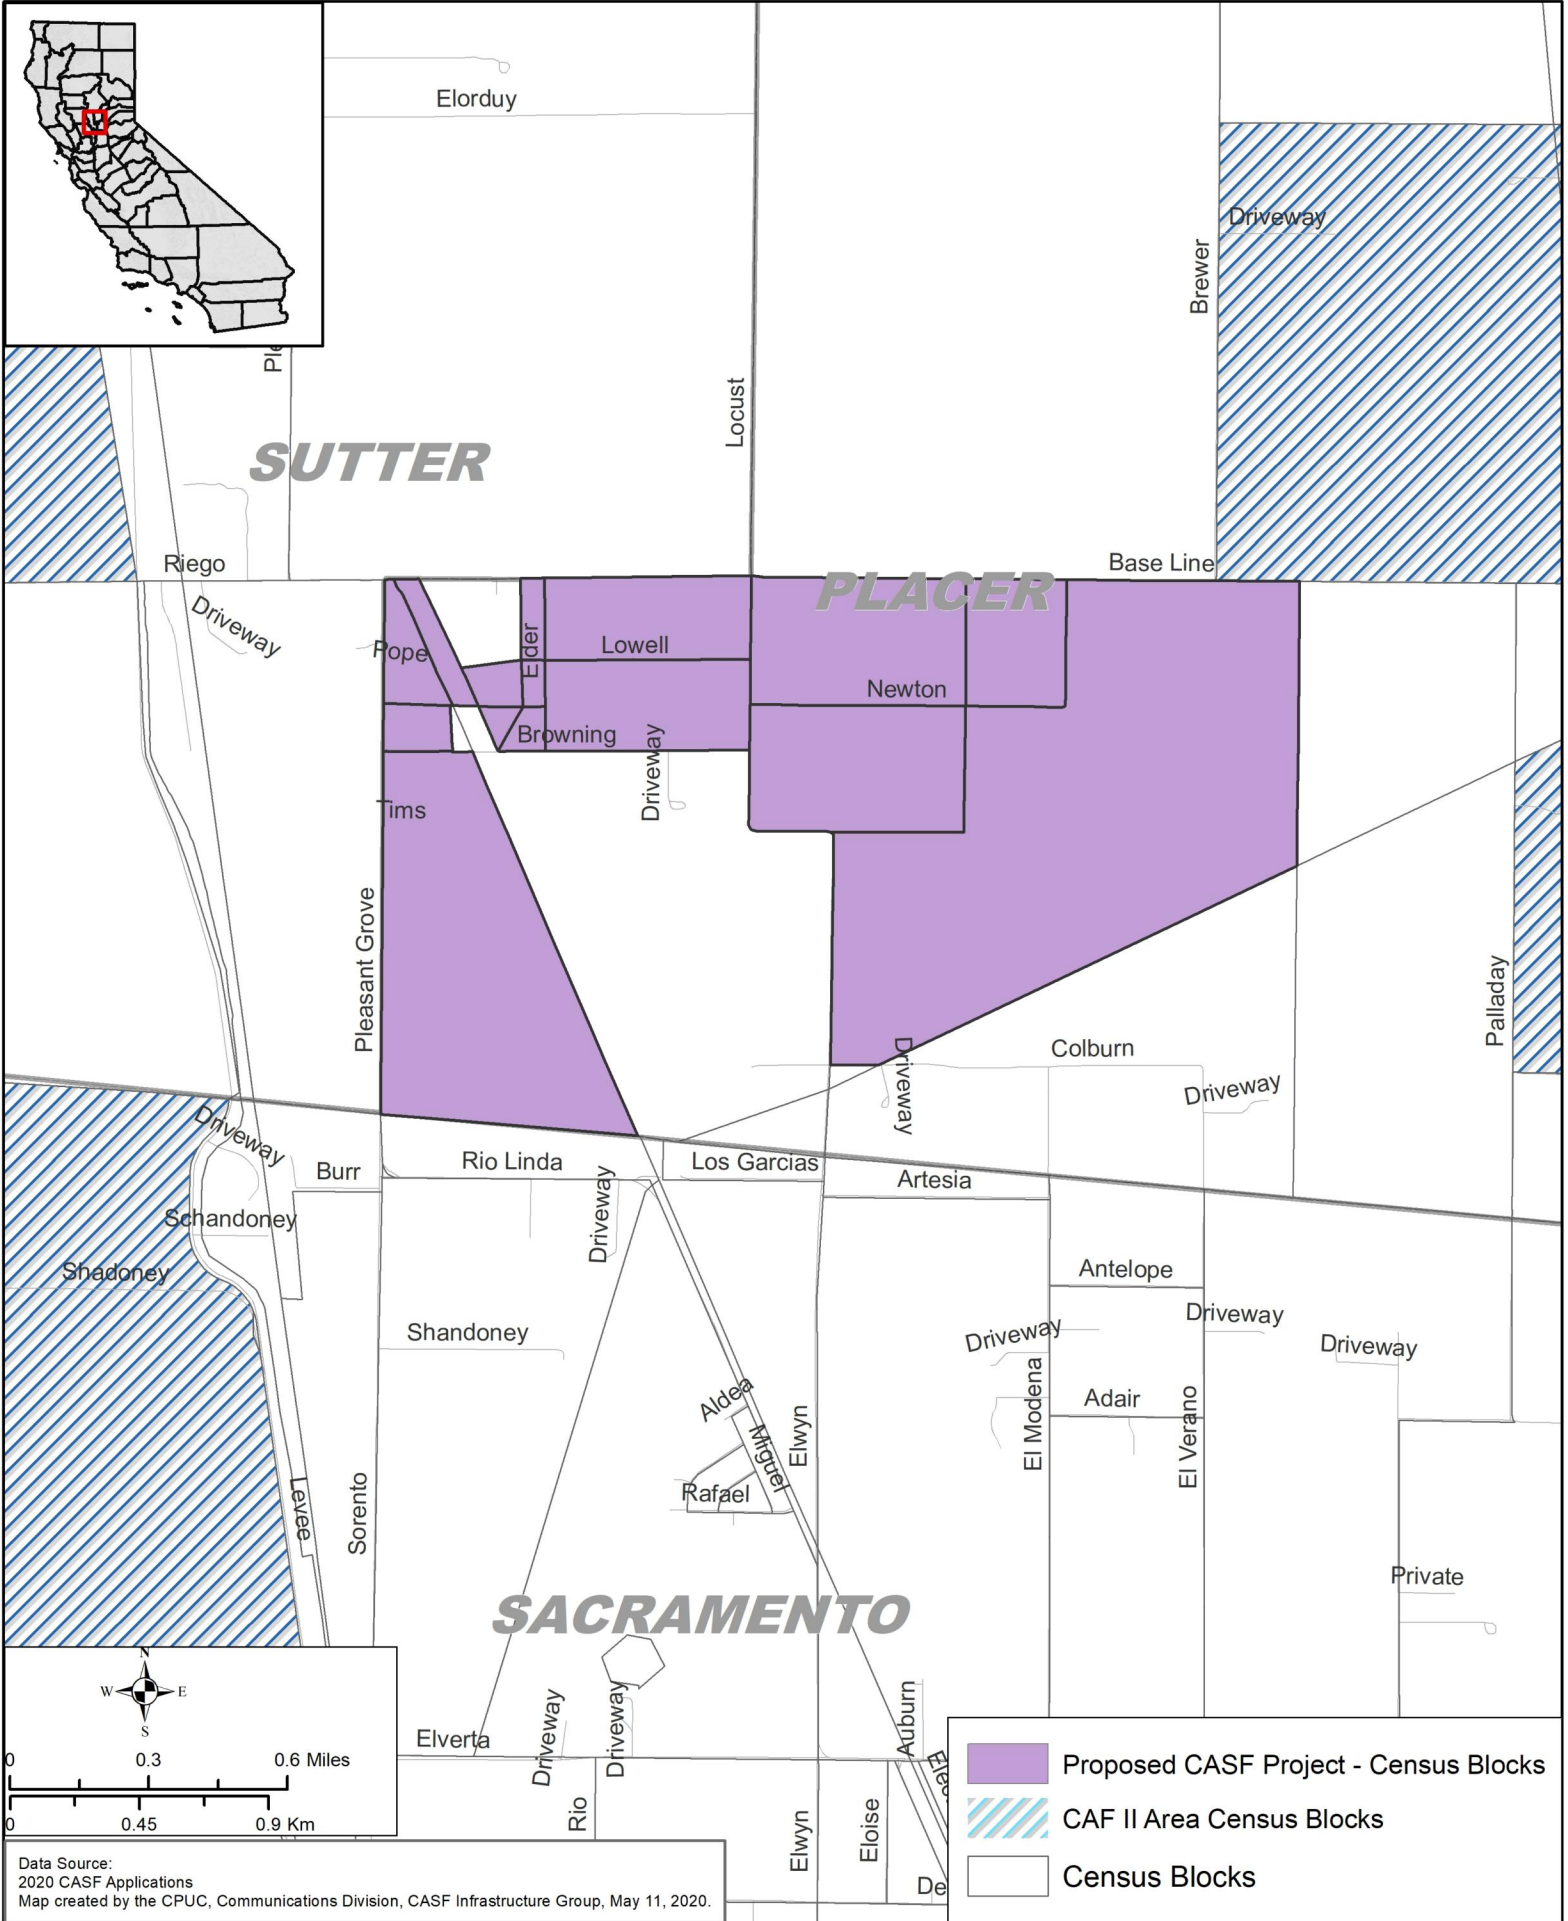 Elorduy
Driveway
Brewer
Ple
Locust
SUTTER
Riego
Base Line
PLACER
Driveway
Pope
Elder
Lowell
Newton
Browning
Driveway
Tims
Pleasant Grove
Palladay
Colburn
Driveway
Driveway
Driveway
Burr
Rio Linda
Los Garcias
Artesia
Driveway
Schandoney
Shadoney
Antelope
Shandoney
Driveway
Driveway
Driveway
Aldea
Miguel
Elwyn
El Modena
Adair
El Verano
Rafael
Levee
Sorento
Private
SACRAMENTO
N
W E
S
Elverta
Driveway
Driveway
Auburn
Elec
0 0.3 0.6 Miles
0 0.45 0.9 Km
Rio
Elwyn
Eloise
De
Proposed CASF Project - Census Blocks
CAF II Area Census Blocks
Census Blocks
Data Source:
2020 CASF Applications
Map created by the CPUC, Communications Division, CASF Infrastructure Group, May 11, 2020.